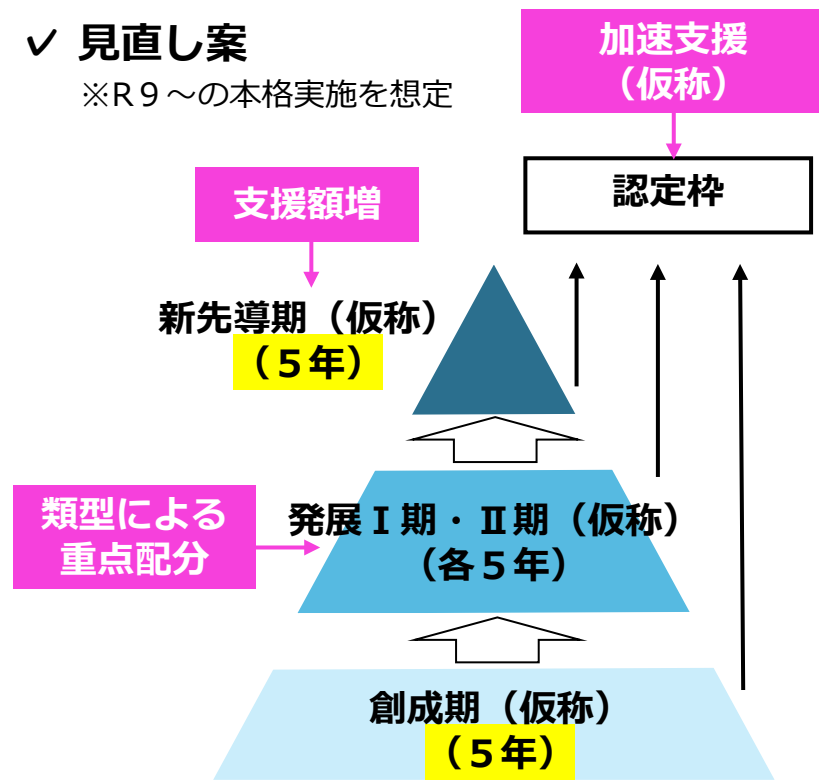 ✓ 見直し案
※R９～の本格実施を想定
加速支援
（仮称）
認定枠
支援額増
新先導期（仮称）
（５年）
類型による
重点配分
発展Ⅰ期・Ⅱ期（仮称）
（各５年）
創成期（仮称）
（５年）